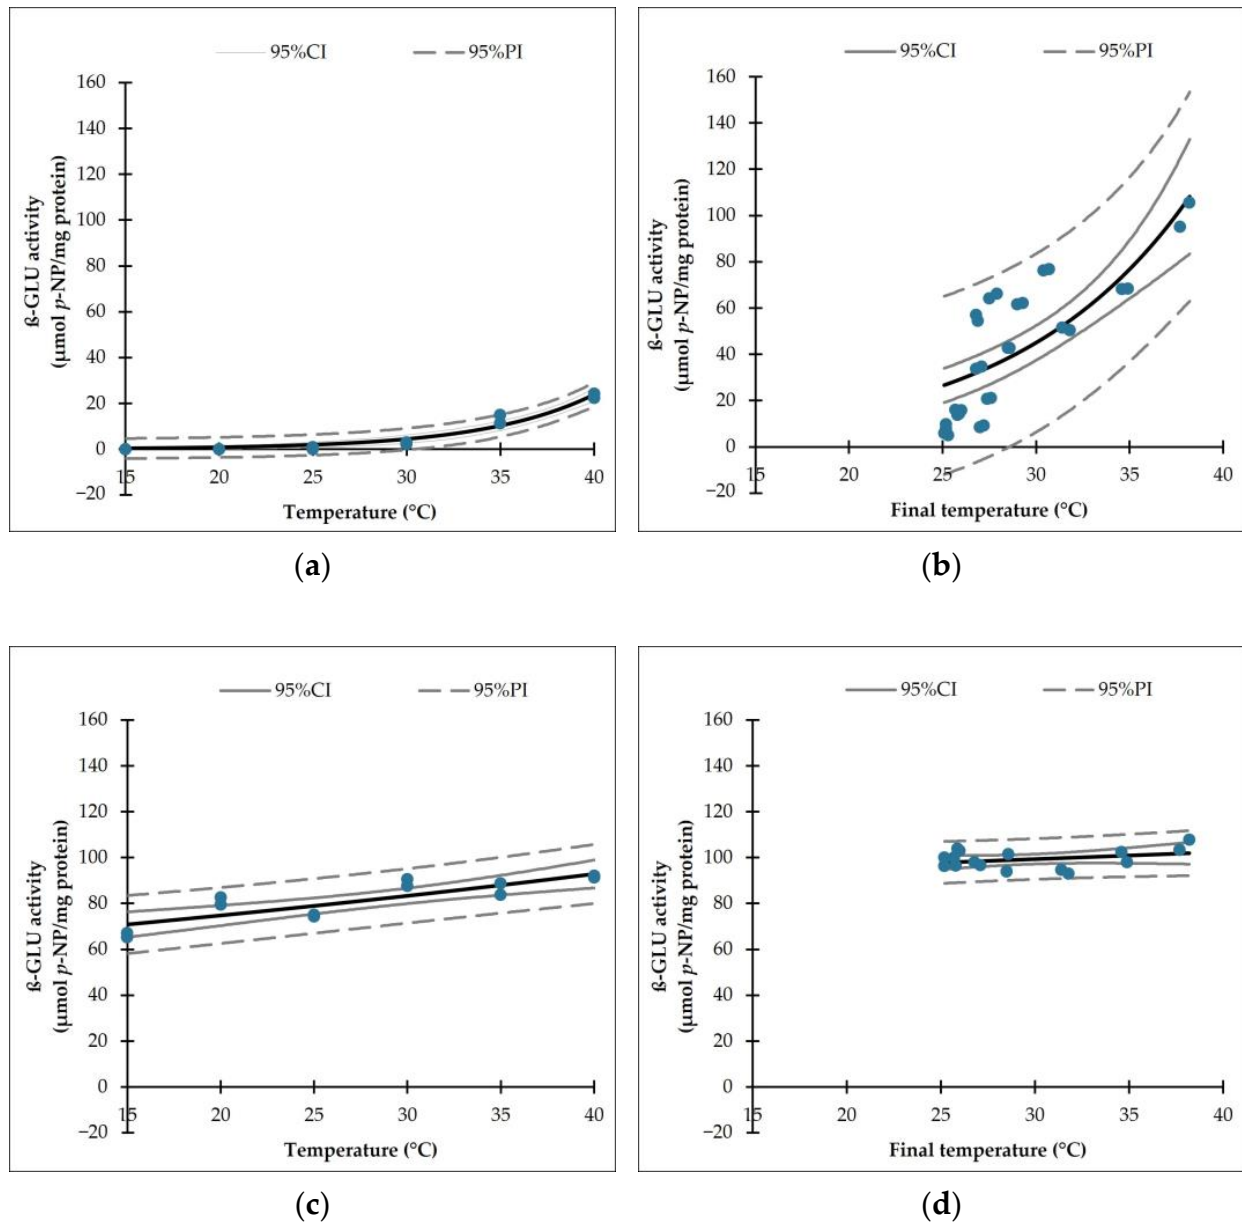 95%CI 95%PI
160
140
120
100
80
60
40
20
0
−20
15 20 25 30 35 40
ß-GLU activity
(µmol p-NP/mg protein)
Temperature (°C)
(a)
95%CI 95%PI
160
140
120
100
80
60
40
20
0
−20
15 20 25 30 35 40
ß-GLU activity
(µmol p-NP/mg protein)
Final temperature (°C)
(b)
95%CI 95%PI
160
140
120
100
80
60
40
20
0
−20
15 20 25 30 35 40
ß-GLU activity
(µmol p-NP/mg protein)
Temperature (°C)
(c)
95%CI 95%PI
160
140
120
100
80
60
40
20
0
−20
15 20 25 30 35 40
ß-GLU activity
(µmol p-NP/mg protein)
Final temperature (°C)
(d)